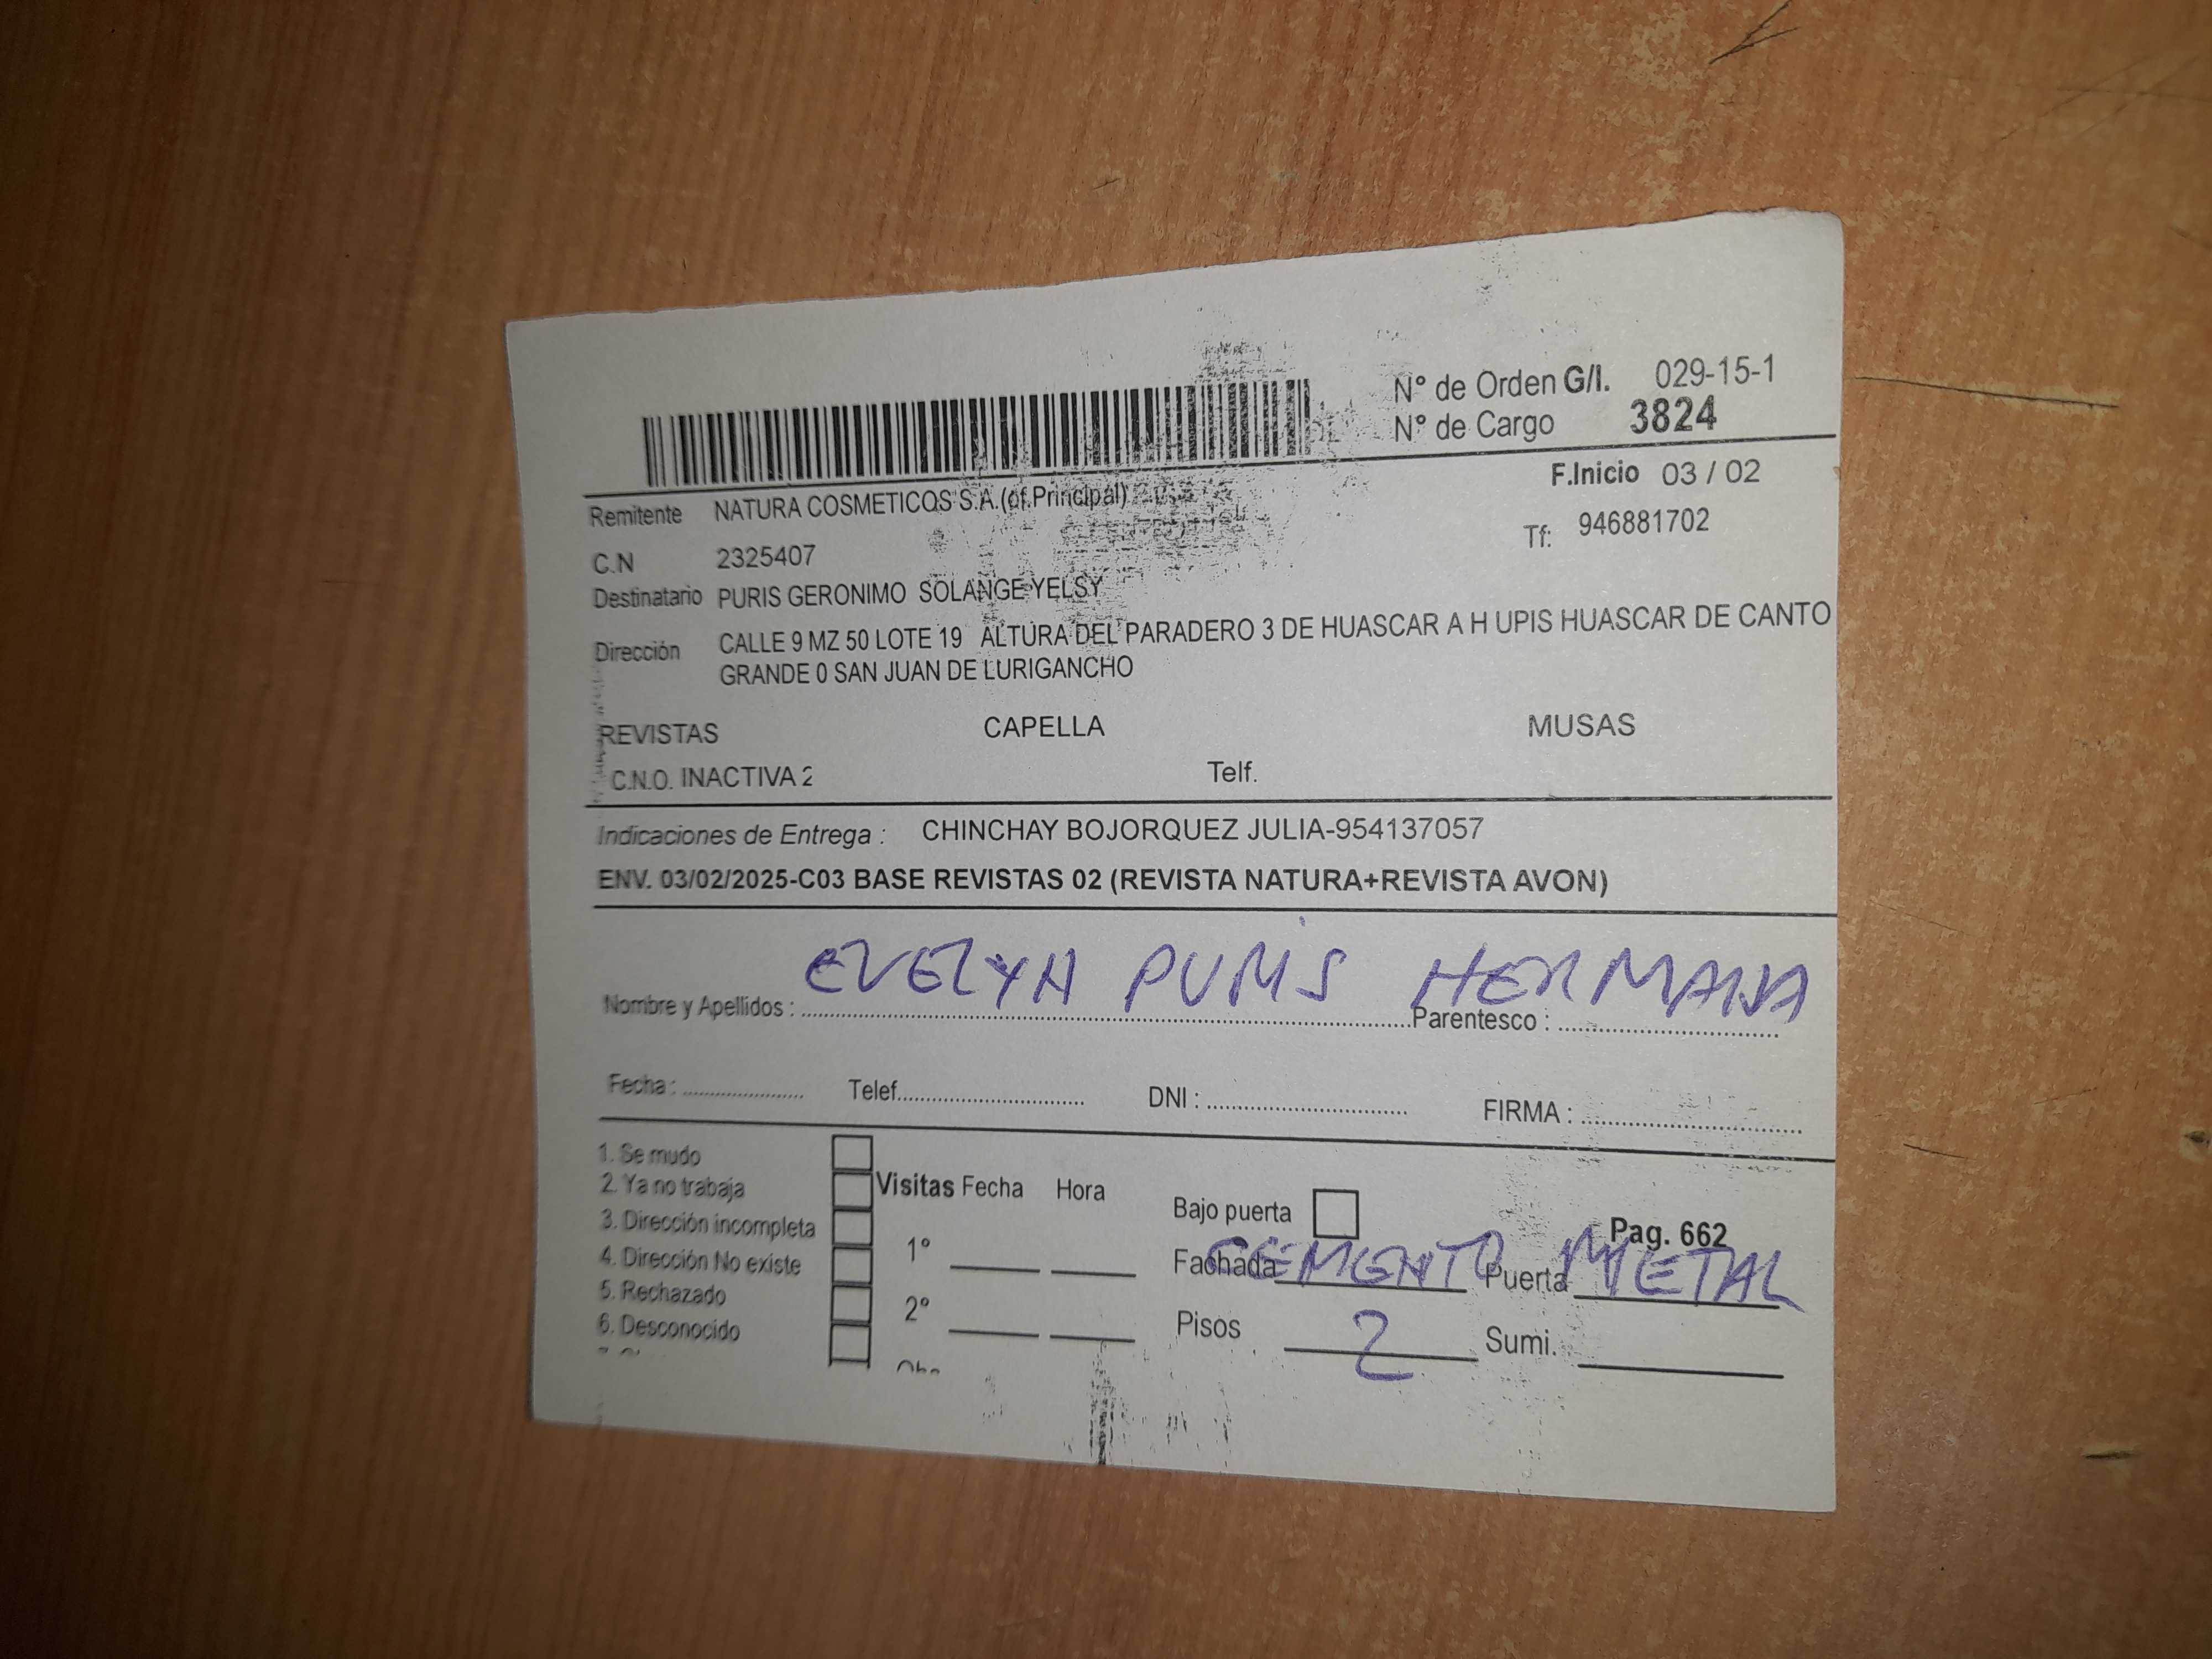 N° de Orden G/I. 029-15-1
N° de Cargo 3824
F.Inicio 03 / 02
Remitente NATURA COSMETICOS S.A.(of.Principal)
Tf: 946881702
C.N 2325407
Destinatario PURIS GERONIMO SOLANGE YELSY
Dirección CALLE 9 MZ 50 LOTE 19 ALTURA DEL PARADERO 3 DE HUASCAR A H UPIS HUASCAR DE CANTO
GRANDE 0 SAN JUAN DE LURIGANCHO
REVISTAS CAPELLA MUSAS
C.N.O. INACTIVA 2 Telf.
Indicaciones de Entrega : CHINCHAY BOJORQUEZ JULIA-954137057
ENV. 03/02/2025-C03 BASE REVISTAS 02 (REVISTA NATURA+REVISTA AVON)
Nombre y Apellidos : EVELYN PURIS Parentesco : HERMANA
Fecha : Telef. DNI : FIRMA :
1. Se mudo
2. Ya no trabaja
3. Dirección incompleta
4. Dirección No existe
5. Rechazado
6. Desconocido
Visitas Fecha Hora
1°
2°
Bajo puerta
Pag. 662
Fachada CEMENTO Puerta METAL
Pisos 2 Sumi.